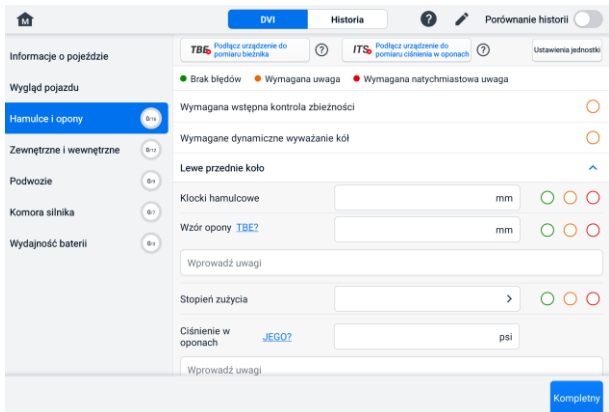 DVI Historia Porównanie historii
TBE Podłącz urządzenie do pomiaru bieżnika
ITS Podłącz urządzenie do pomiaru ciśnienia w oponach
Ustawienia jednostki
Informacje o pojeździe
Wygląd pojazdu
Hamulce i opony
Zewnętrzne i wewnętrzne
Podwozie
Komora silnika
Wydajność baterii
Brak błędów Wymagana uwaga Wymagana natychmiastowa uwaga
Wymagana wstępna kontrola zbieżności
Wymagane dynamiczne wyważanie kół
Lewe przednie koło
Klocki hamulcowe mm
Wzór opony TBE? mm
Wprowadź uwagi
Stopień zużycia
Ciśnienie w oponach JEGO? psi
Wprowadź uwagi
Kompletny